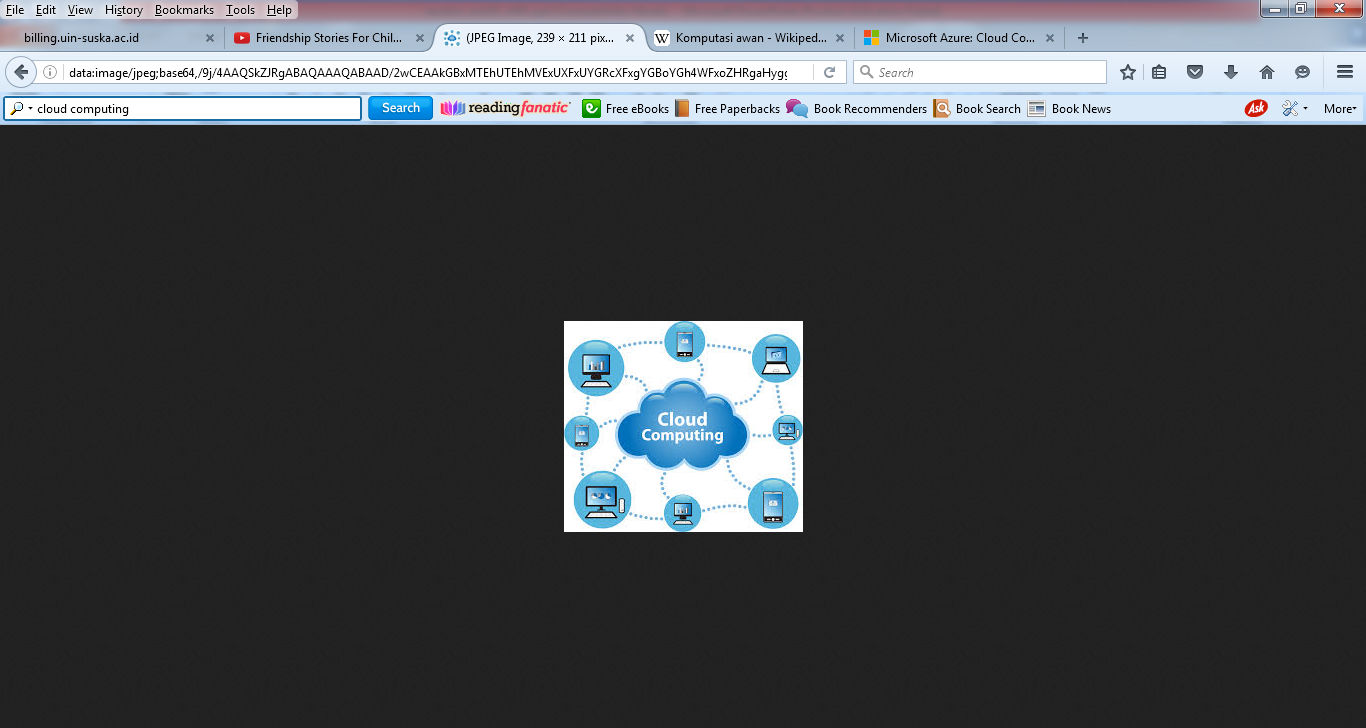 File Edit View History Bookmarks Tools Help
billing.uin-suska.ac.id Friendship Stories For Chil... (JPEG Image, 239 × 211 pix... W Komputasi awan - Wikiped... Microsoft Azure: Cloud Co...
data:image/jpeg;base64,/9j/4AAQSkZJRgABAQAAAQABAAD/2wCEAAkGBxMTEhUTEhMVExUXFxUYGRcXFxgYGBoYGh4WFxoZHRgaHygg Search
cloud computing Search readingfanatic Free eBooks Free Paperbacks Book Recommenders Book Search Book News Ask More
Cloud
Computing